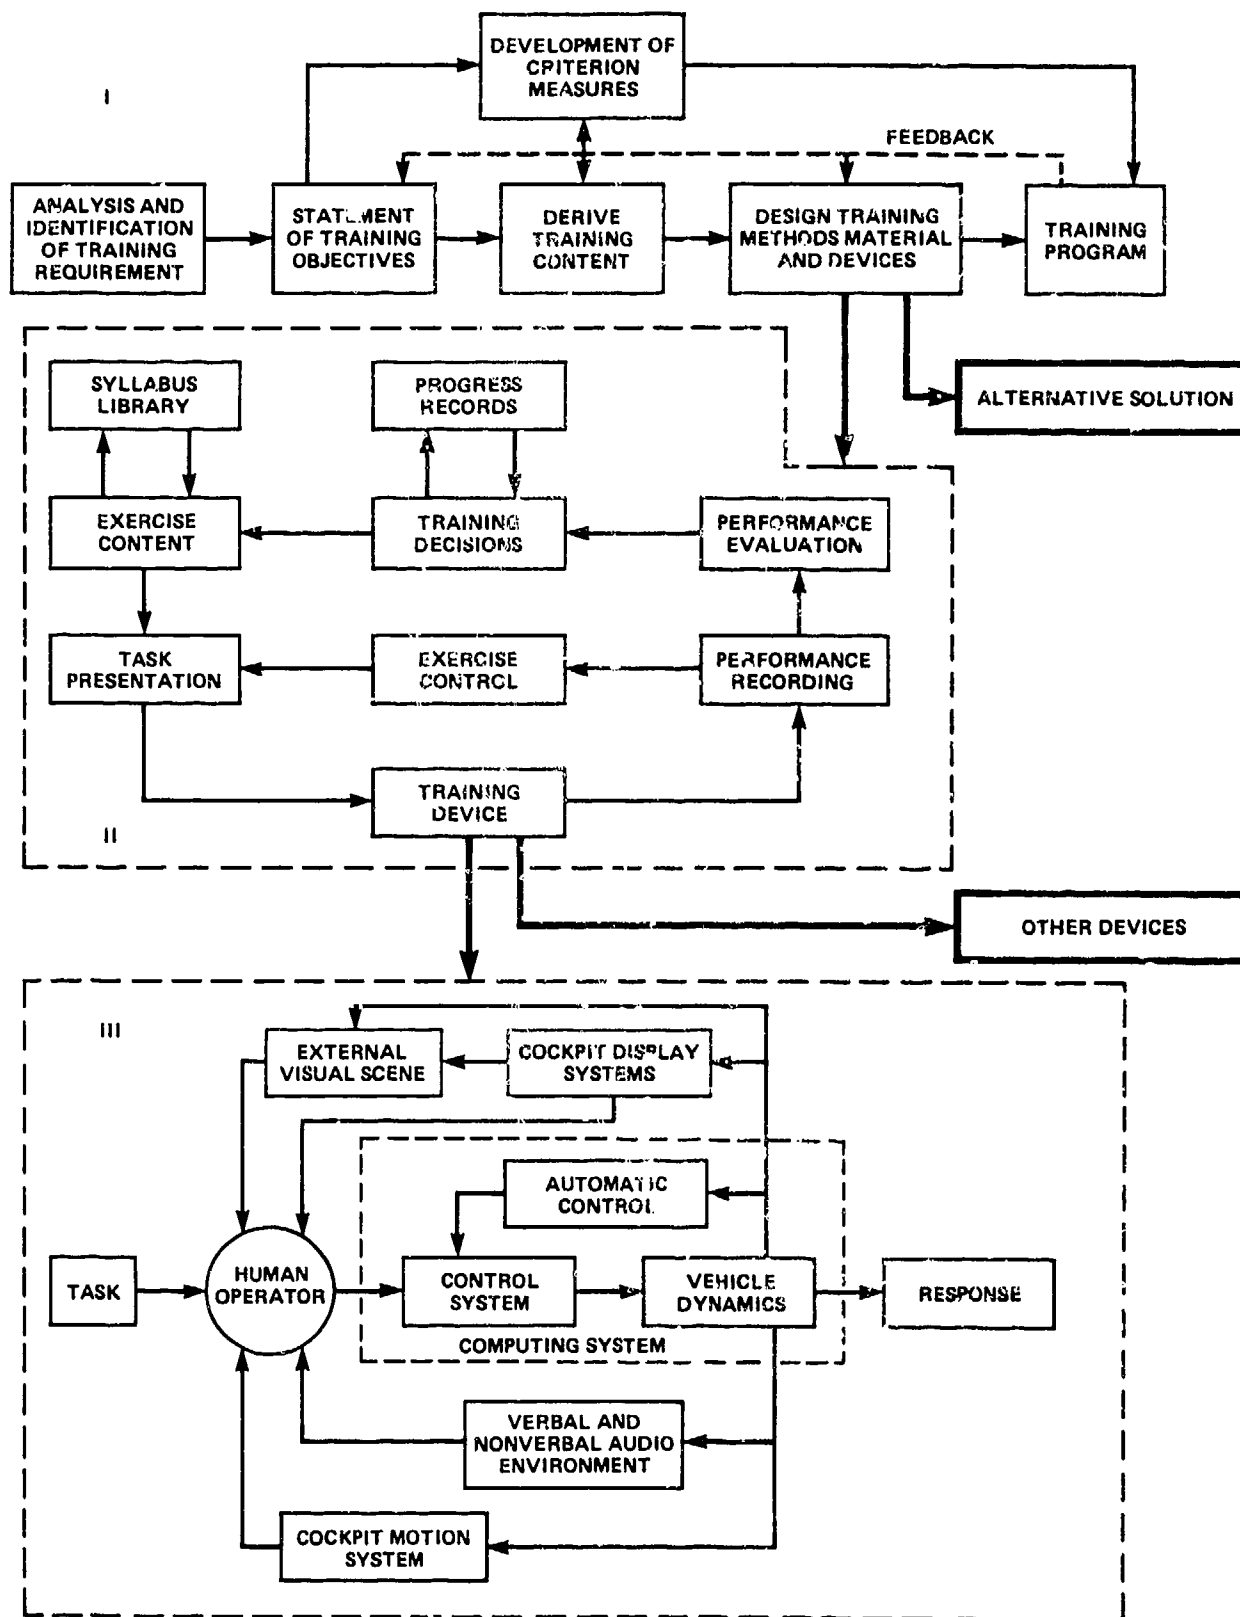 DEVELOPMENT OF
CRITERION
MEASURES
I
FEEDBACK
ANALYSIS AND
IDENTIFICATION
OF TRAINING
REQUIREMENT
STATEMENT
OF TRAINING
OBJECTIVES
DERIVE
TRAINING
CONTENT
DESIGN TRAINING
METHODS MATERIAL
AND DEVICES
TRAINING
PROGRAM
SYLLABUS
LIBRARY
PROGRESS
RECORDS
ALTERNATIVE SOLUTION
EXERCISE
CONTENT
TRAINING
DECISIONS
PERFORMANCE
EVALUATION
TASK
PRESENTATION
EXERCISE
CONTROL
PERFORMANCE
RECORDING
TRAINING
DEVICE
II
OTHER DEVICES
III
EXTERNAL
VISUAL SCENE
COCKPIT DISPLAY
SYSTEMS
AUTOMATIC
CONTROL
TASK
HUMAN
OPERATOR
CONTROL
SYSTEM
VEHICLE
DYNAMICS
RESPONSE
COMPUTING SYSTEM
VERBAL AND
NONVERBAL AUDIO
ENVIRONMENT
COCKPIT MOTION
SYSTEM